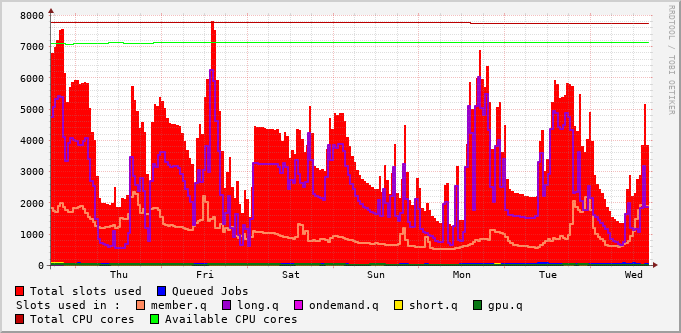 8000
7000
6000
5000
4000
3000
2000
1000
0
Thu Fri Sat Sun Mon Tue Wed
RRDTOOL / TOBI OETIKER
Total slots used Queued Jobs
Slots used in : member.q long.q ondemand.q short.q gpu.q
Total CPU cores Available CPU cores